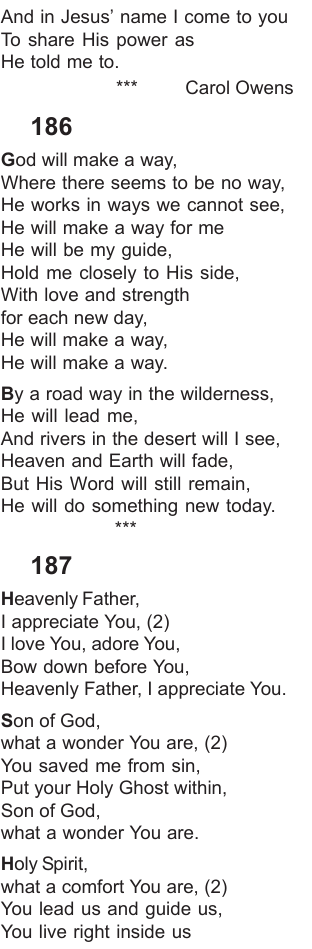 And in Jesus’ name I come to you
To share His power as
He told me to.
*** Carol Owens
186
God will make a way,
Where there seems to be no way,
He works in ways we cannot see,
He will make a way for me
He will be my guide,
Hold me closely to His side,
With love and strength
for each new day,
He will make a way,
He will make a way.
By a road way in the wilderness,
He will lead me,
And rivers in the desert will I see,
Heaven and Earth will fade,
But His Word will still remain,
He will do something new today.
***
187
Heavenly Father,
I appreciate You, (2)
I love You, adore You,
Bow down before You,
Heavenly Father, I appreciate You.
Son of God,
what a wonder You are, (2)
You saved me from sin,
Put your Holy Ghost within,
Son of God,
what a wonder You are.
Holy Spirit,
what a comfort You are, (2)
You lead us and guide us,
You live right inside us